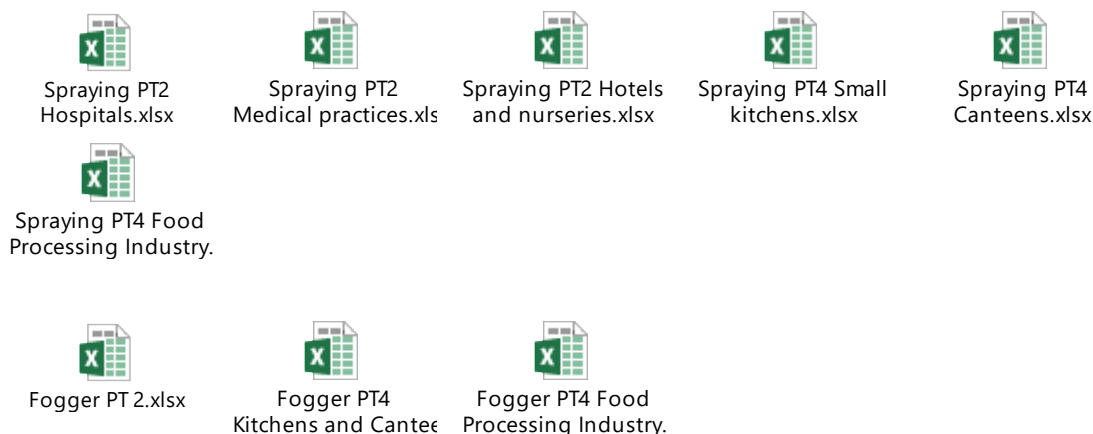 Spraying PT2
Hospitals.xlsx
Spraying PT2
Medical practices.xls
Spraying PT2 Hotels
and nurseries.xlsx
Spraying PT4 Small
kitchens.xlsx
Spraying PT4
Canteens.xlsx
Spraying PT4 Food
Processing Industry.
Fogger PT 2.xlsx
Fogger PT4
Kitchens and Cantee
Fogger PT4 Food
Processing Industry.